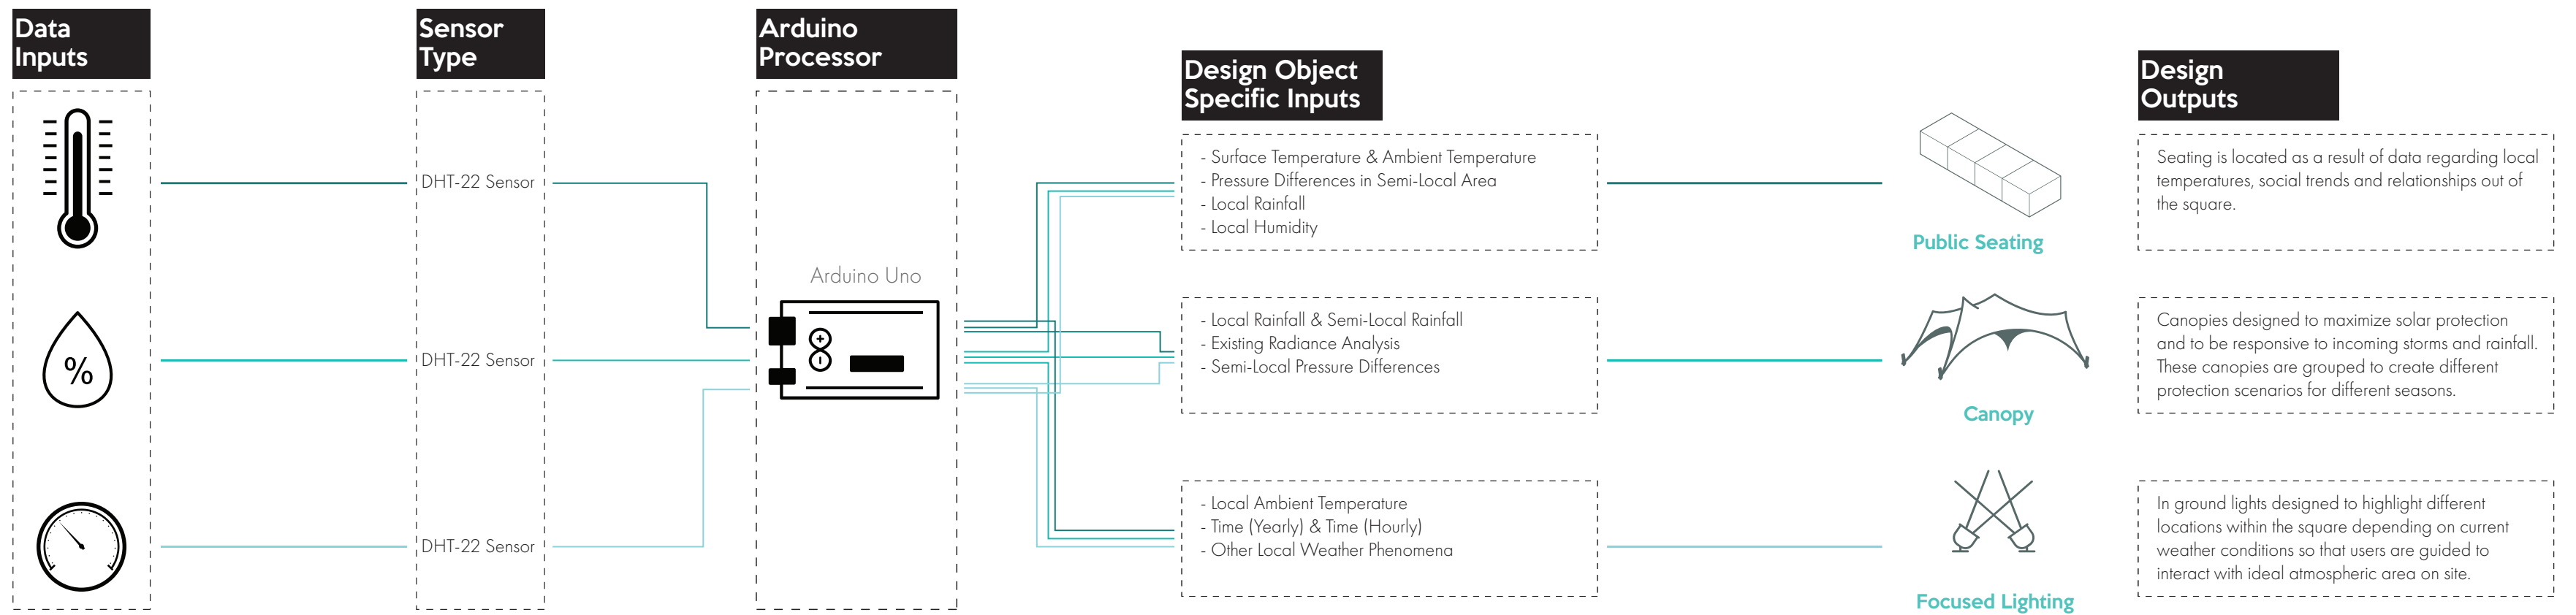 Data
Inputs
%
Sensor
Type
DHT-22 Sensor
DHT-22 Sensor
DHT-22 Sensor
Arduino
Processor
Arduino Uno
Design Object
Specific Inputs
- Surface Temperature & Ambient Temperature
- Pressure Differences in Semi-Local Area
- Local Rainfall
- Local Humidity
- Local Rainfall & Semi-Local Rainfall
- Existing Radiance Analysis
- Semi-Local Pressure Differences
- Local Ambient Temperature
- Time (Yearly) & Time (Hourly)
- Other Local Weather Phenomena
Public Seating
Canopy
Focused Lighting
Design
Outputs
Seating is located as a result of data regarding local
temperatures, social trends and relationships out of
the square.
Canopies designed to maximize solar protection
and to be responsive to incoming storms and rainfall.
These canopies are grouped to create different
protection scenarios for different seasons.
In ground lights designed to highlight different
locations within the square depending on current
weather conditions so that users are guided to
interact with ideal atmospheric area on site.